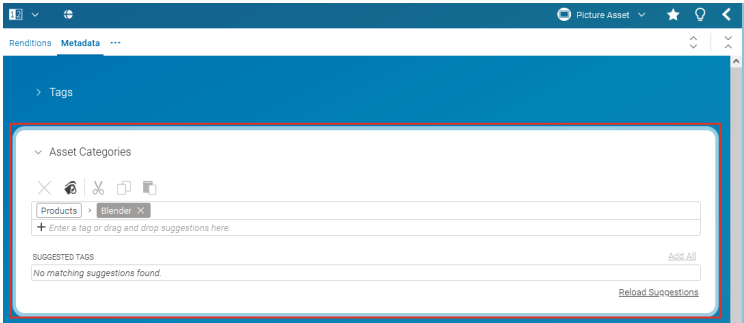 12
Picture Asset
Renditions Metadata ···
Tags
Asset Categories
Products Blender
Enter a tag or drag and drop suggestions here.
SUGGESTED TAGS Add All
No matching suggestions found.
Reload Suggestions